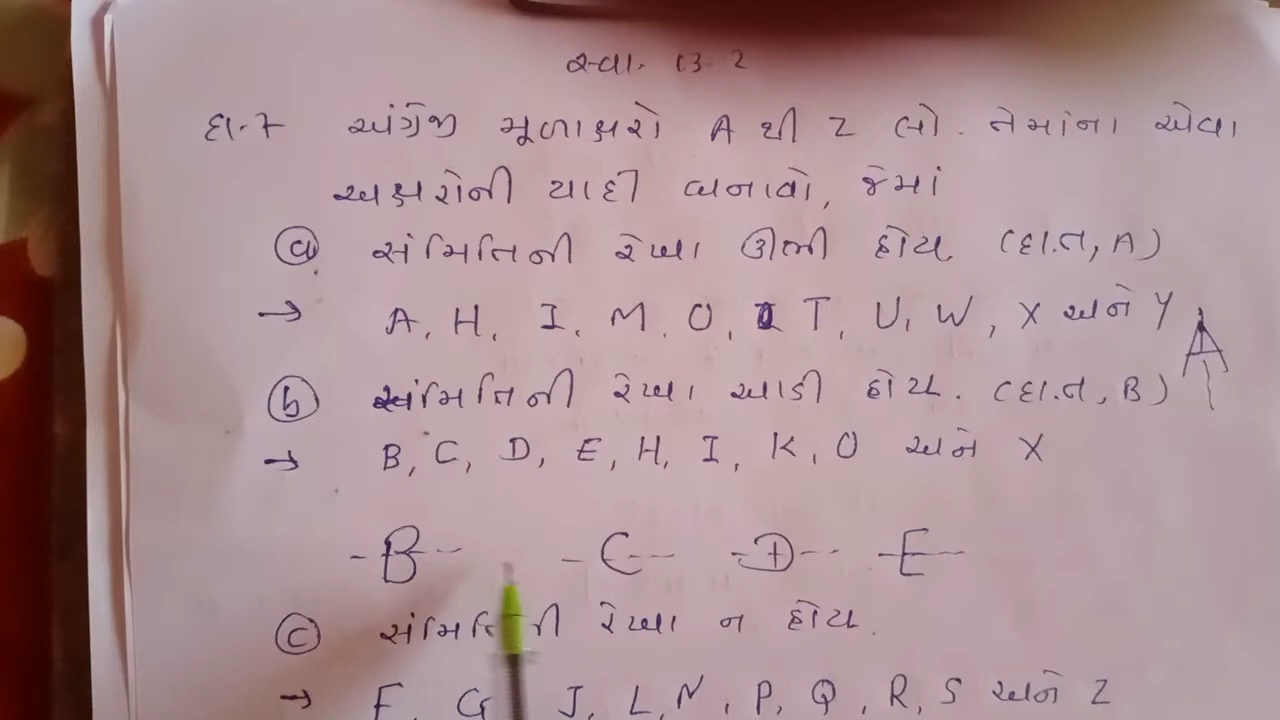 સ્વા. 13.2
દા.7 અંગ્રેજી મૂળાક્ષરો A થી Z લો. તેમાંના એવા
અક્ષરોની યાદી બનાવો, જેમાં
(a) સંમિતિની રેખા ઊભી હોય (દા.ત, A)
→ A, H, I, M, O, T, U, W, X અને Y
A
(b) સંમિતિની રેખા આડી હોય. (દા.ત, B)
→ B, C, D, E, H, I, K, O અને X
B C D E
(c) સંમિતિની રેખા ન હોય.
→ F, G J, L, N, P, Q, R, S અને Z